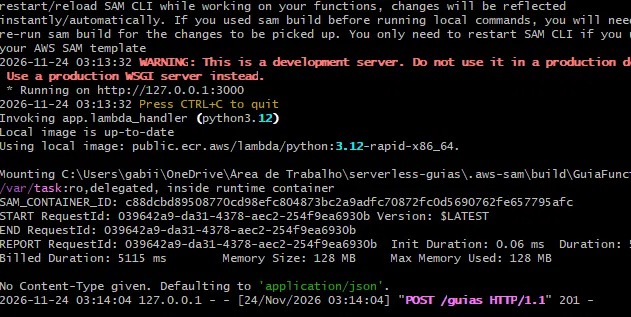 restart/reload SAM CLI while working on your functions, changes will be reflected
instantly/automatically. If you used sam build before running local commands, you will need
re-run sam build for the changes to be picked up. You only need to restart SAM CLI if you
your AWS SAM template
2026-11-24 03:13:32 WARNING: This is a development server. Do not use it in a production
Use a production WSGI server instead.
* Running on http://127.0.0.1:3000
2026-11-24 03:13:32 Press CTRL+C to quit
Invoking app.lambda_handler (python3.12)
Local image is up-to-date
Using local image: public.ecr.aws/lambda/python:3.12-rapid-x86_64.
Mounting C:\Users\gabii\OneDrive\Área de Trabalho\serverless-guias\.aws-sam\build\GuiaFunct
/var/task:ro,delegated, inside runtime container
SAM_CONTAINER_ID: c88dcbd89508770cd98efc804873bc2a9adfc70872fc0d5690762fe657795afc
START RequestId: 039642a9-da31-4378-aec2-254f9ea6930b Version: $LATEST
END RequestId: 039642a9-da31-4378-aec2-254f9ea6930b
REPORT RequestId: 039642a9-da31-4378-aec2-254f9ea6930b Init Duration: 0.06 ms Duration:
Billed Duration: 5115 ms Memory Size: 128 MB Max Memory Used: 128 MB
No Content-Type given. Defaulting to 'application/json'.
2026-11-24 03:14:04 127.0.0.1 - - [24/Nov/2026 03:14:04] "POST /guias HTTP/1.1" 201 -